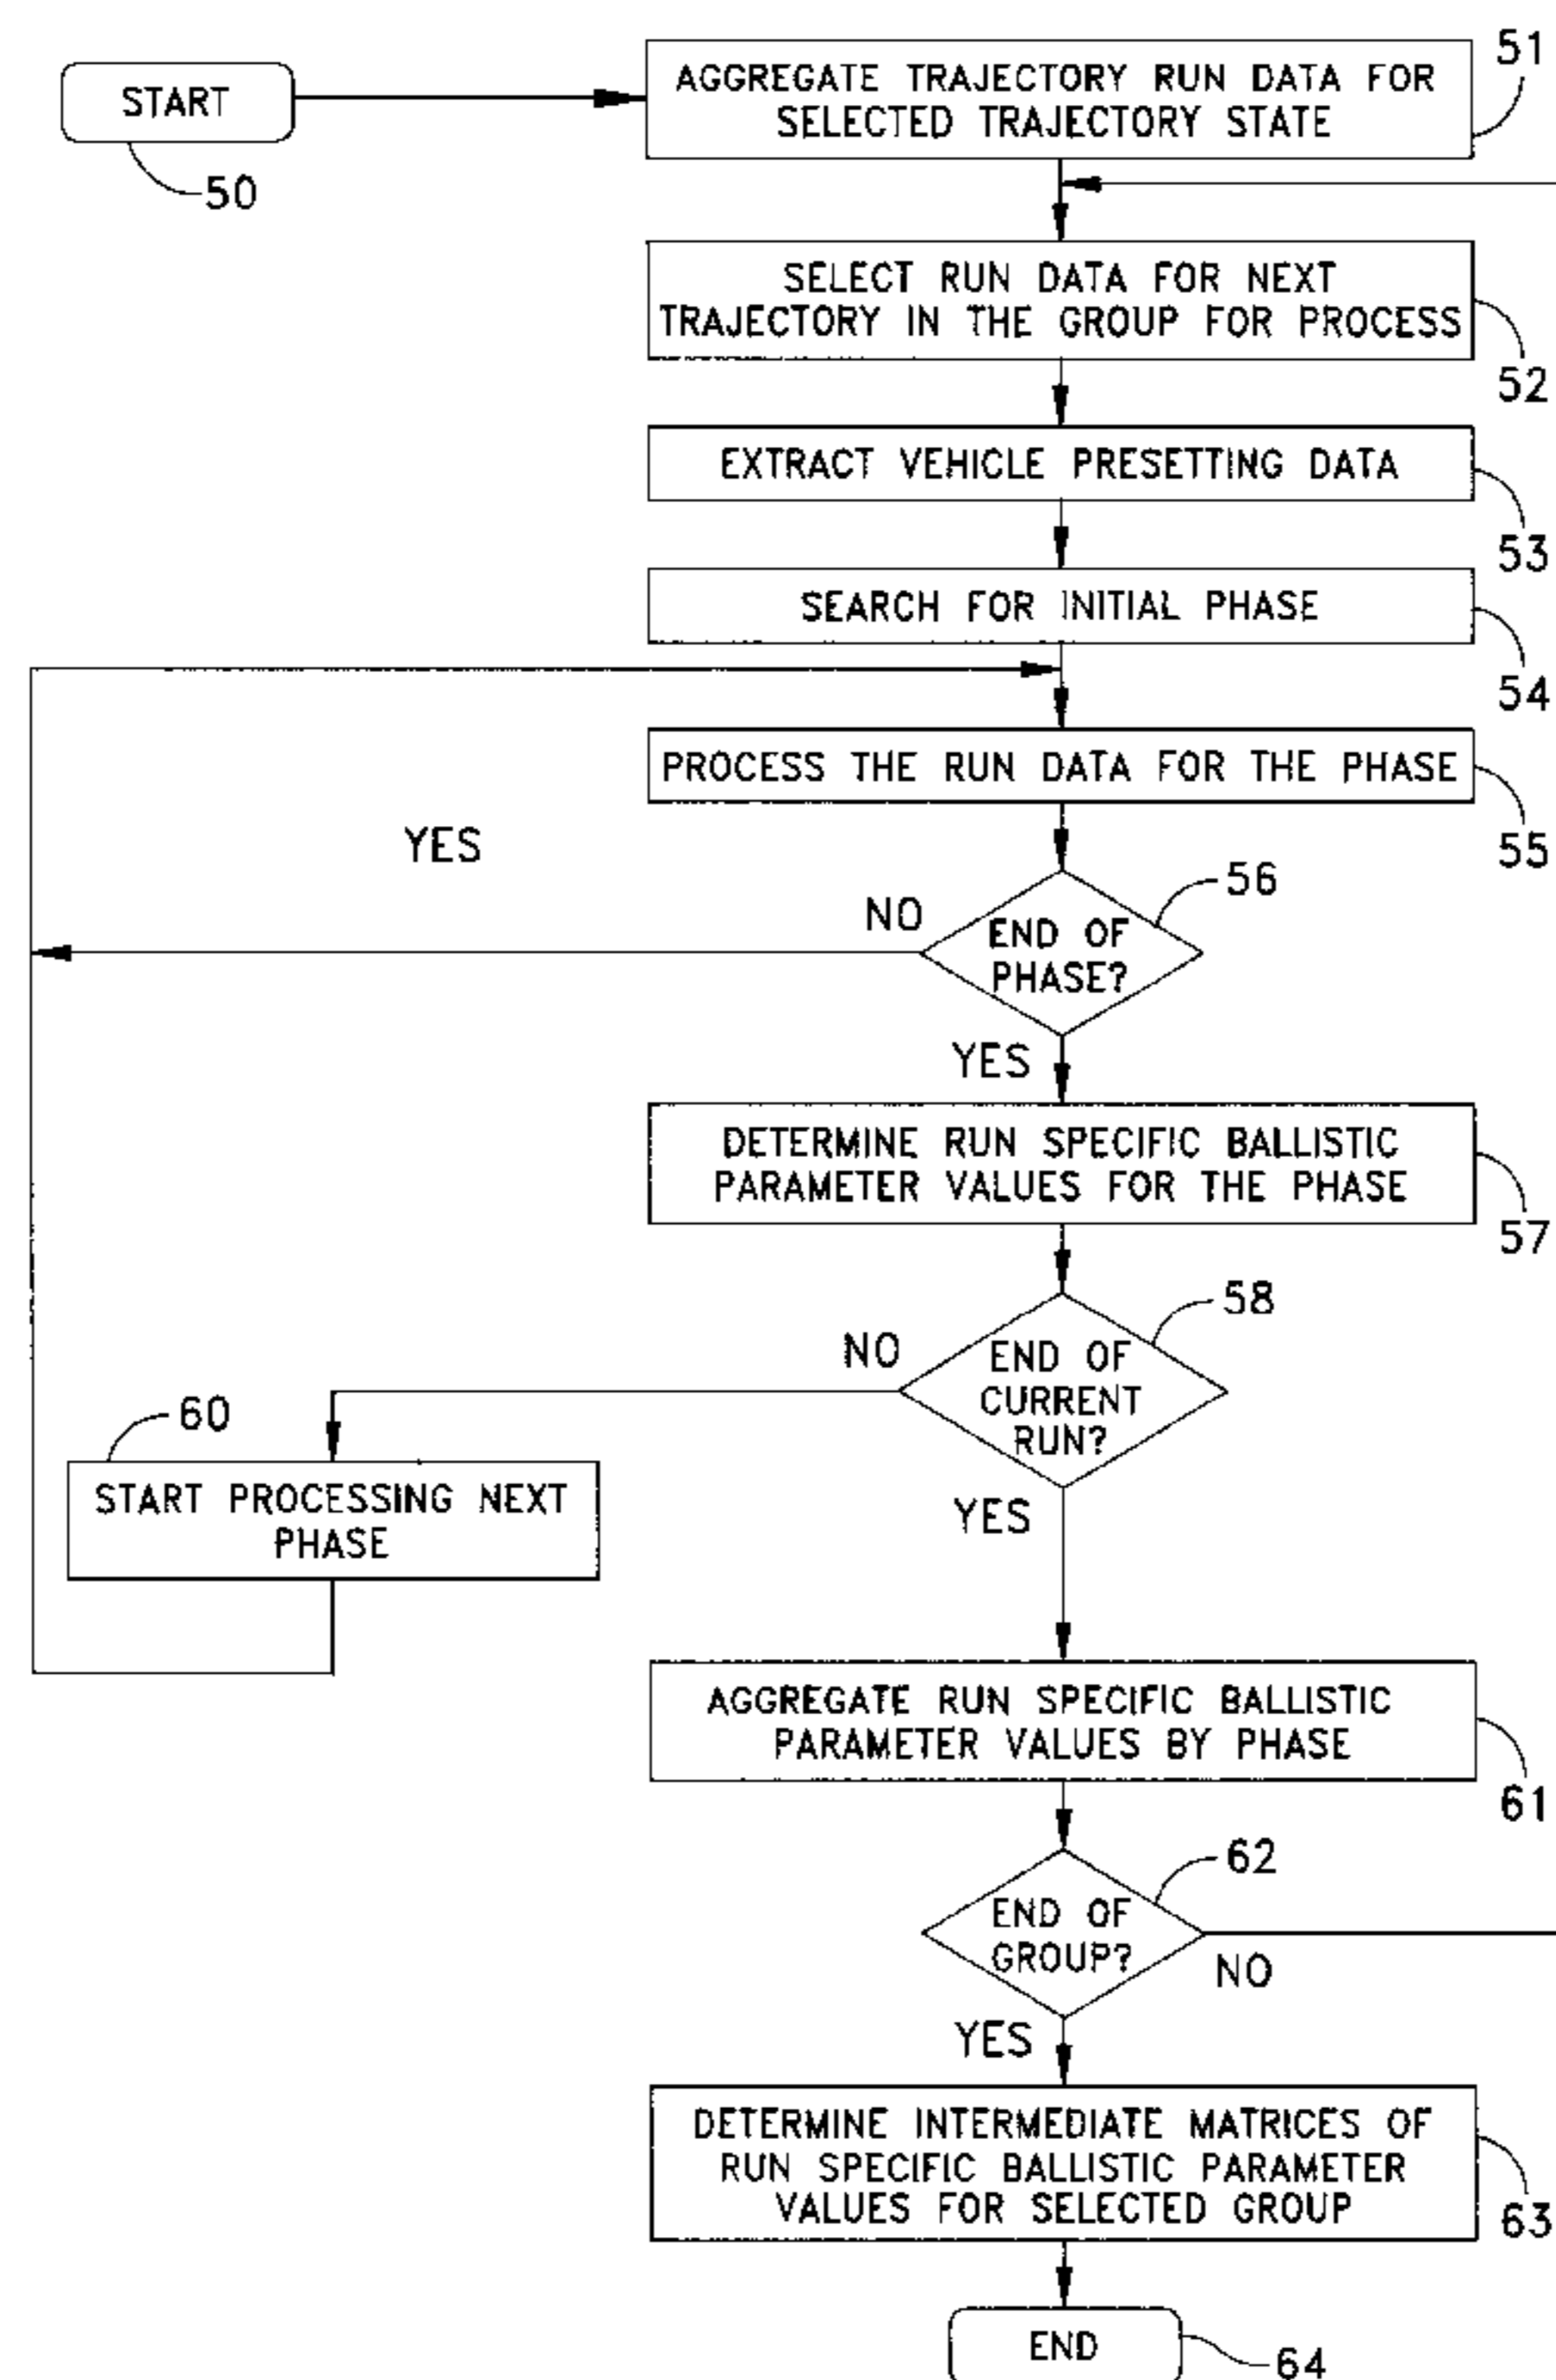 START
50
AGGREGATE TRAJECTORY RUN DATA FOR
SELECTED TRAJECTORY STATE
51
SELECT RUN DATA FOR NEXT
TRAJECTORY IN THE GROUP FOR PROCESS
52
EXTRACT VEHICLE PRESETTING DATA
53
SEARCH FOR INITIAL PHASE
54
PROCESS THE RUN DATA FOR THE PHASE
55
YES
NO
END OF
PHASE?
56
YES
DETERMINE RUN SPECIFIC BALLISTIC
PARAMETER VALUES FOR THE PHASE
57
NO
END OF
CURRENT
RUN?
58
60
START PROCESSING NEXT
PHASE
YES
AGGREGATE RUN SPECIFIC BALLISTIC
PARAMETER VALUES BY PHASE
61
END OF
GROUP?
62
NO
YES
DETERMINE INTERMEDIATE MATRICES OF
RUN SPECIFIC BALLISTIC PARAMETER
VALUES FOR SELECTED GROUP
63
END
64